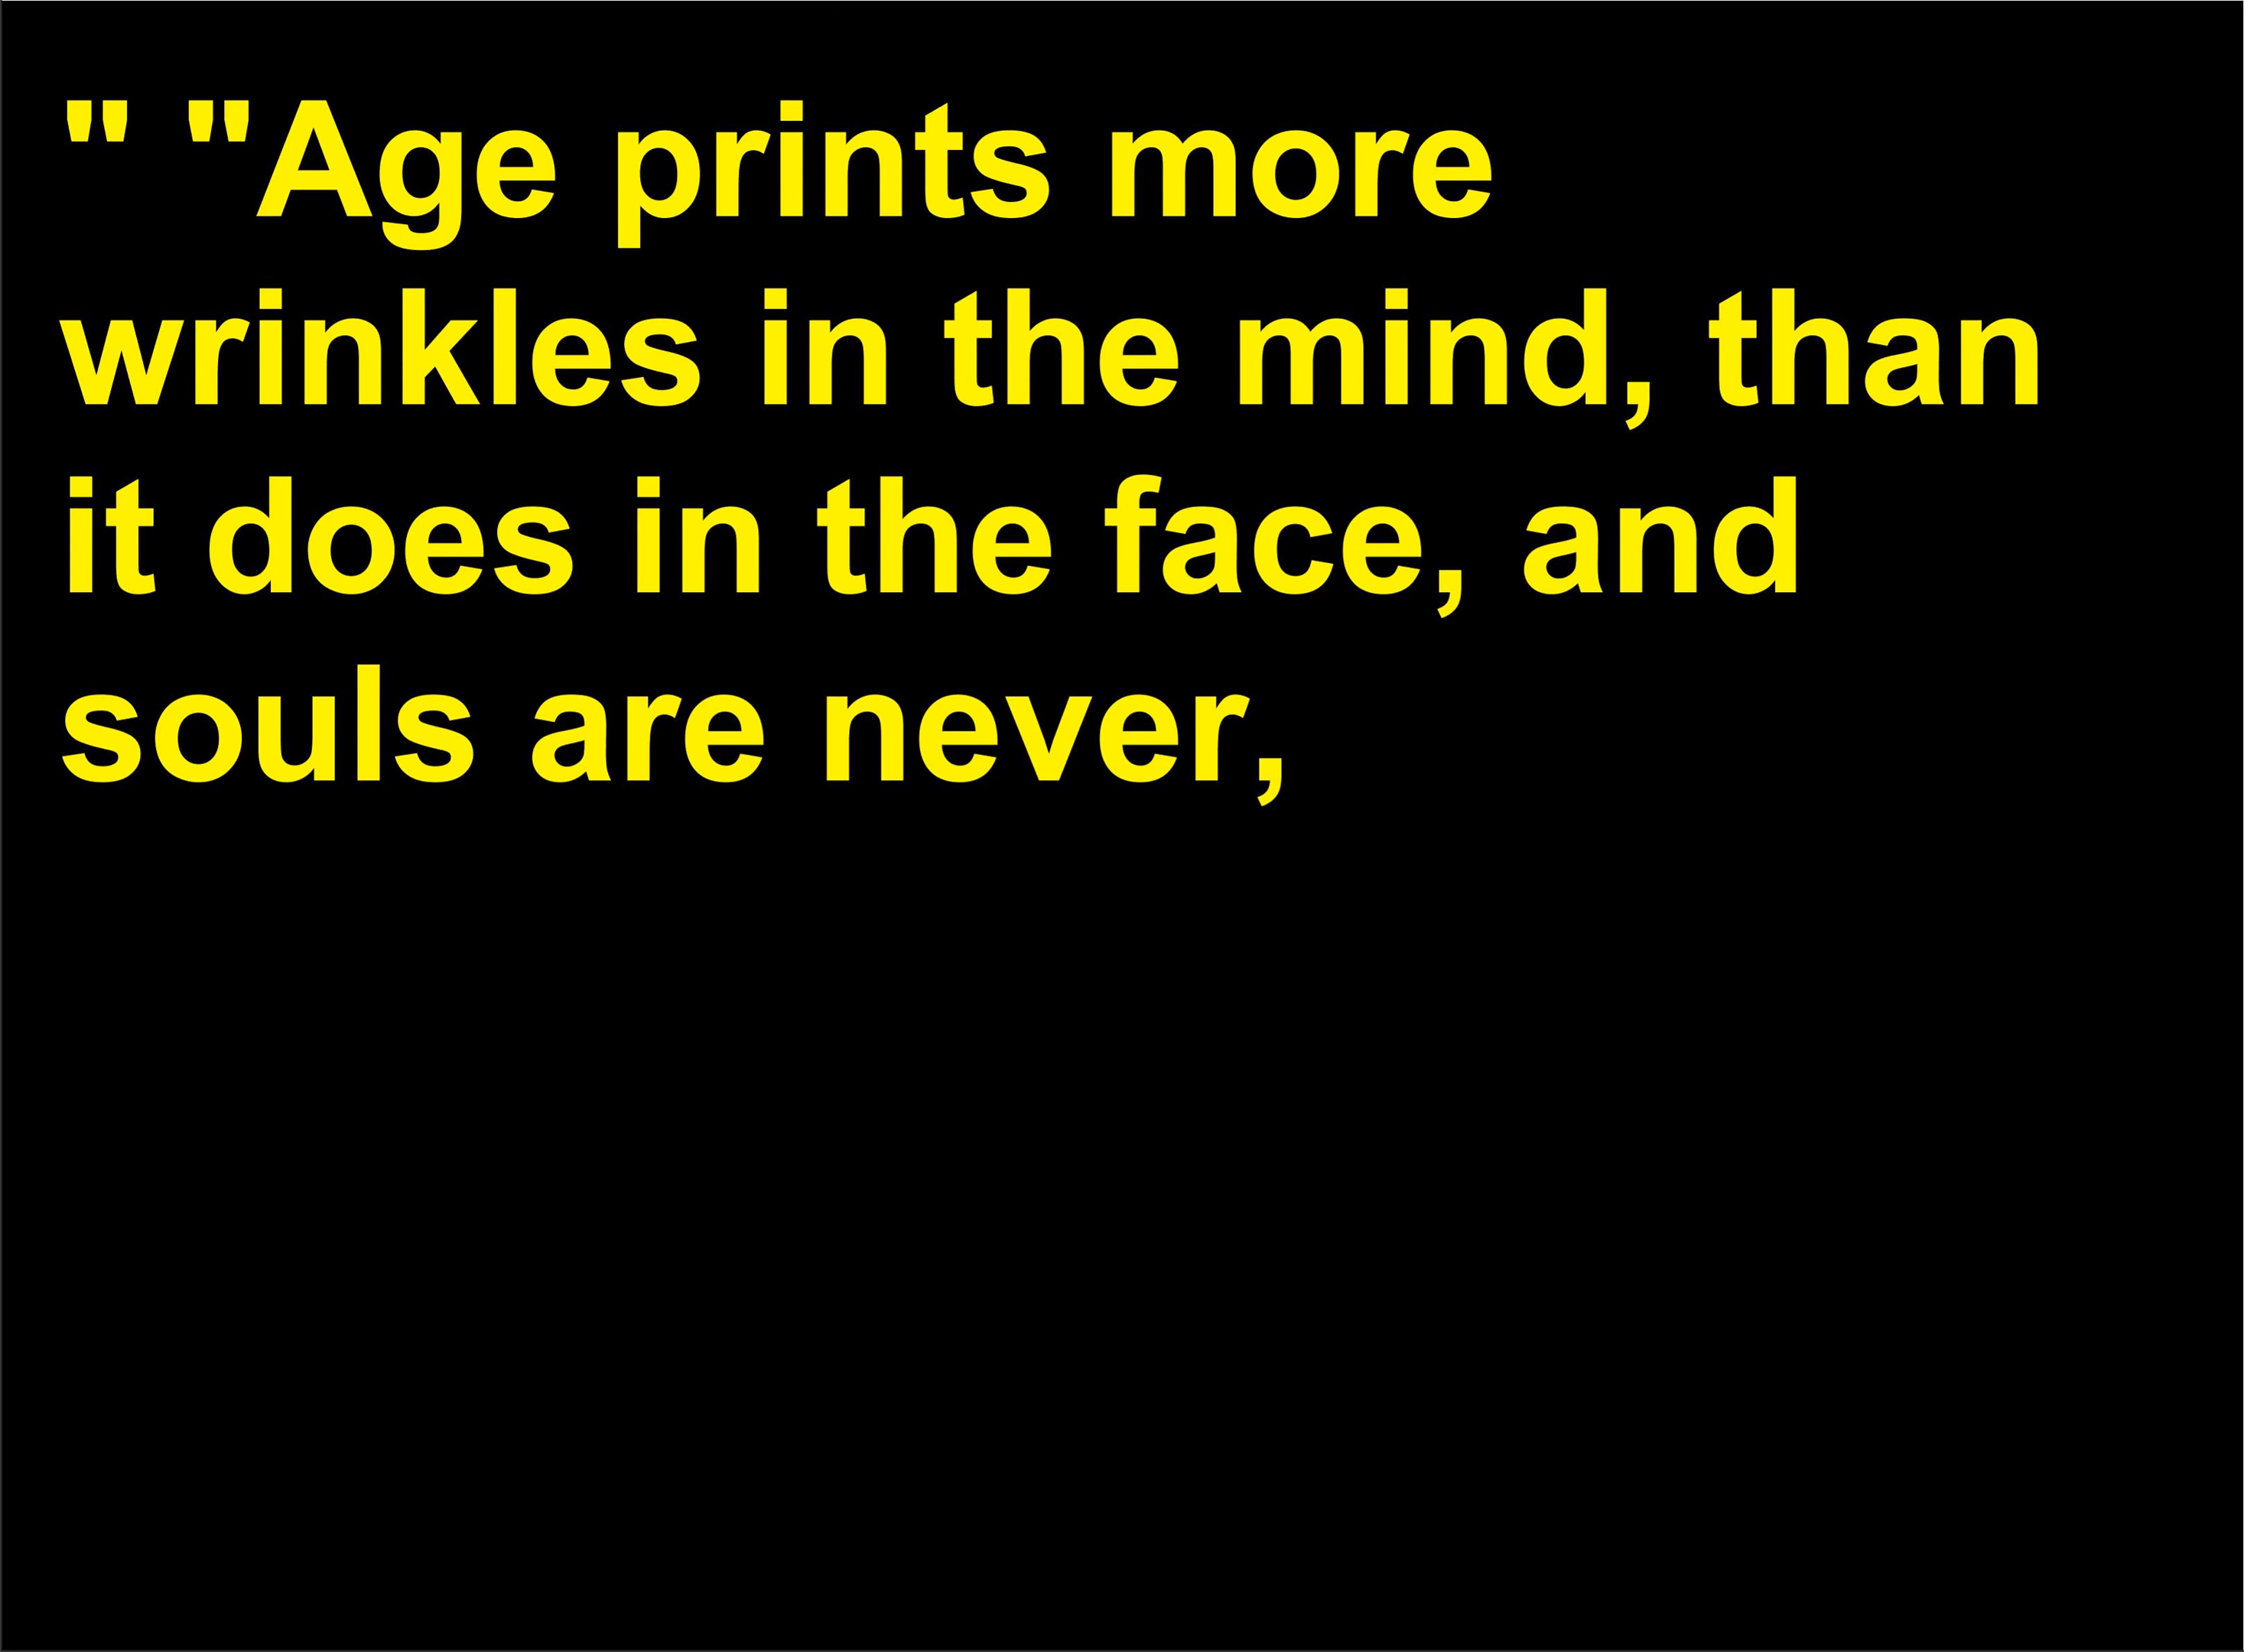 " "Age prints more
wrinkles in the mind, than
it does in the face, and
souls are never,